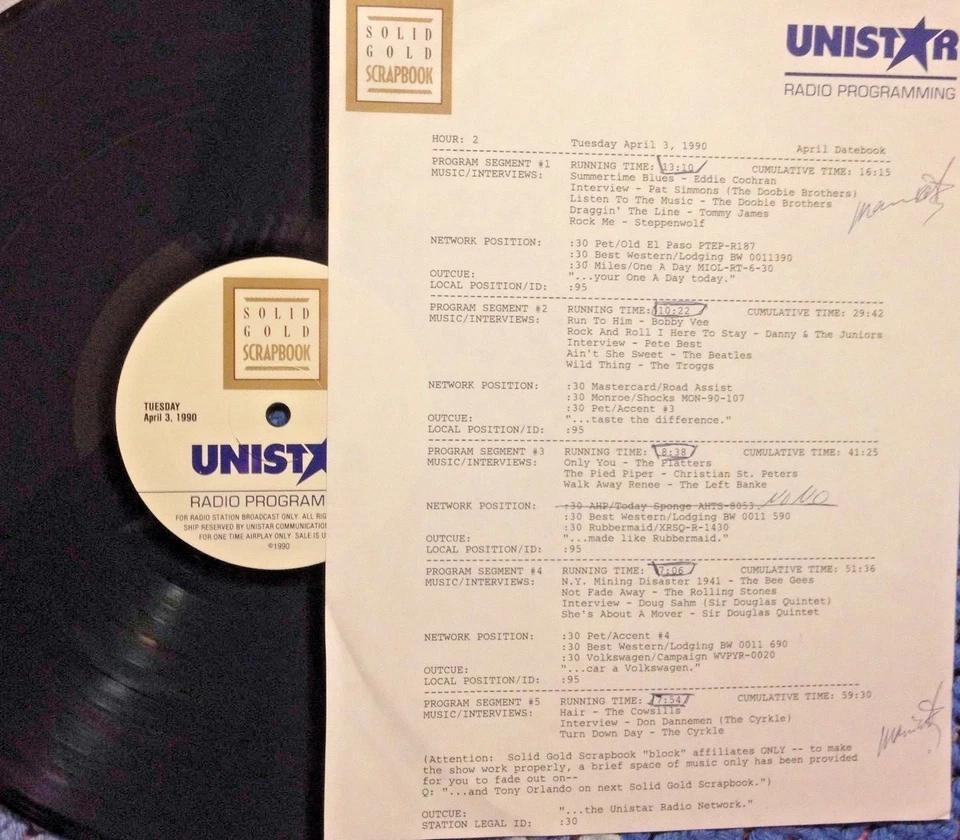 SOLID
GOLD
SCRAPBOOK
TUESDAY
April 3, 1990
UNIST
RADIO PROGRAM
FOR RADIO STATION BROADCAST ONLY. ALL
SHIP RESERVED BY UNISTAR
FOR ONE TIME AIRPLAY ONLY. SALE IS
©1990
SOLID
GOLD
SCRAPBOOK
UNISTAR
RADIO PROGRAMMING
HOUR: 2 Tuesday April 3, 1990 April Datebook
PROGRAM SEGMENT #1 RUNNING TIME: 13:10 CUMULATIVE TIME: 16:15
MUSIC/INTERVIEWS: Summertime Blues - Eddie Cochran
Interview - Pat Simmons (The Doobie Brothers)
Listen To The Music - The Doobie Brothers
Draggin' The Line - Tommy James
Rock Me - Steppenwolf
NETWORK POSITION: :30 Pet/Old El Paso PTEP-R187
:30 Best Western/Lodging BW 0011390
:30 Miles/One A Day MIOL-RT-6-30
OUTCUE: "...your One A day today."
LOCAL POSITION/ID: :95
PROGRAM SEGMENT #2 RUNNING TIME: 10:22 CUMULATIVE TIME: 29:42
MUSIC/INTERVIEWS: Run To Him - Bobby Vee
Rock And Roll I Here To Stay - Danny & The Juniors
Interview - Pete Best
Ain't She Sweet - The Beatles
Wild Thing - The Troggs
NETWORK POSITION: :30 Mastercard/Road Assist
:30 Monroe/Shocks MON-90-107
:30 Pet/Accent #3
OUTCUE: "...taste the difference."
LOCAL POSITION/ID: :95
PROGRAM SEGMENT #3 RUNNING TIME: 8:38 CUMULATIVE TIME: 41:25
MUSIC/INTERVIEWS: Only You - The Platters
The Pied Piper - Christian St. Peters
Walk Away Renee - The Left Banke
NETWORK POSITION: :30 AHP/Today Sponge AHTS-8053 NoNo
:30 Best Western/Lodging BW 0011 590
:30 Rubbermaid/XRSQ-R-1430
OUTCUE: "...made like Rubbermaid."
LOCAL POSITION/ID: :95
PROGRAM SEGMENT #4 RUNNING TIME: 7:06 CUMULATIVE TIME: 51:36
MUSIC/INTERVIEWS: N.Y. Mining Disaster 1941 - The Bee Gees
Not Fade Away - The Rolling Stones
Interview - Doug Sahm (Sir Douglas Quintet)
She's About A Mover - Sir Douglas Quintet
NETWORK POSITION: :30 Pet/Accent #4
:30 Best Western/Lodging BW 0011 690
:30 Volkswagen/Campaign WVPYR-0020
OUTCUE: "...car a Volkswagen."
LOCAL POSITION/ID: :95
PROGRAM SEGMENT #5 RUNNING TIME: 7:54 CUMULATIVE TIME: 59:30
MUSIC/INTERVIEWS: Hair - The Cowsills
Interview - Don Dannemen (The Cyrkle)
Turn Down Day - The Cyrkle
(Attention: Solid Gold Scrapbook "block" affiliates ONLY -- to make
the show work properly, a brief space of music only has been provided
for you to fade out on--
Q: "...and Tony Orlando on next Solid Gold Scrapbook.")
OUTCUE: "...the Unistar Radio Network."
STATION LEGAL ID: :30